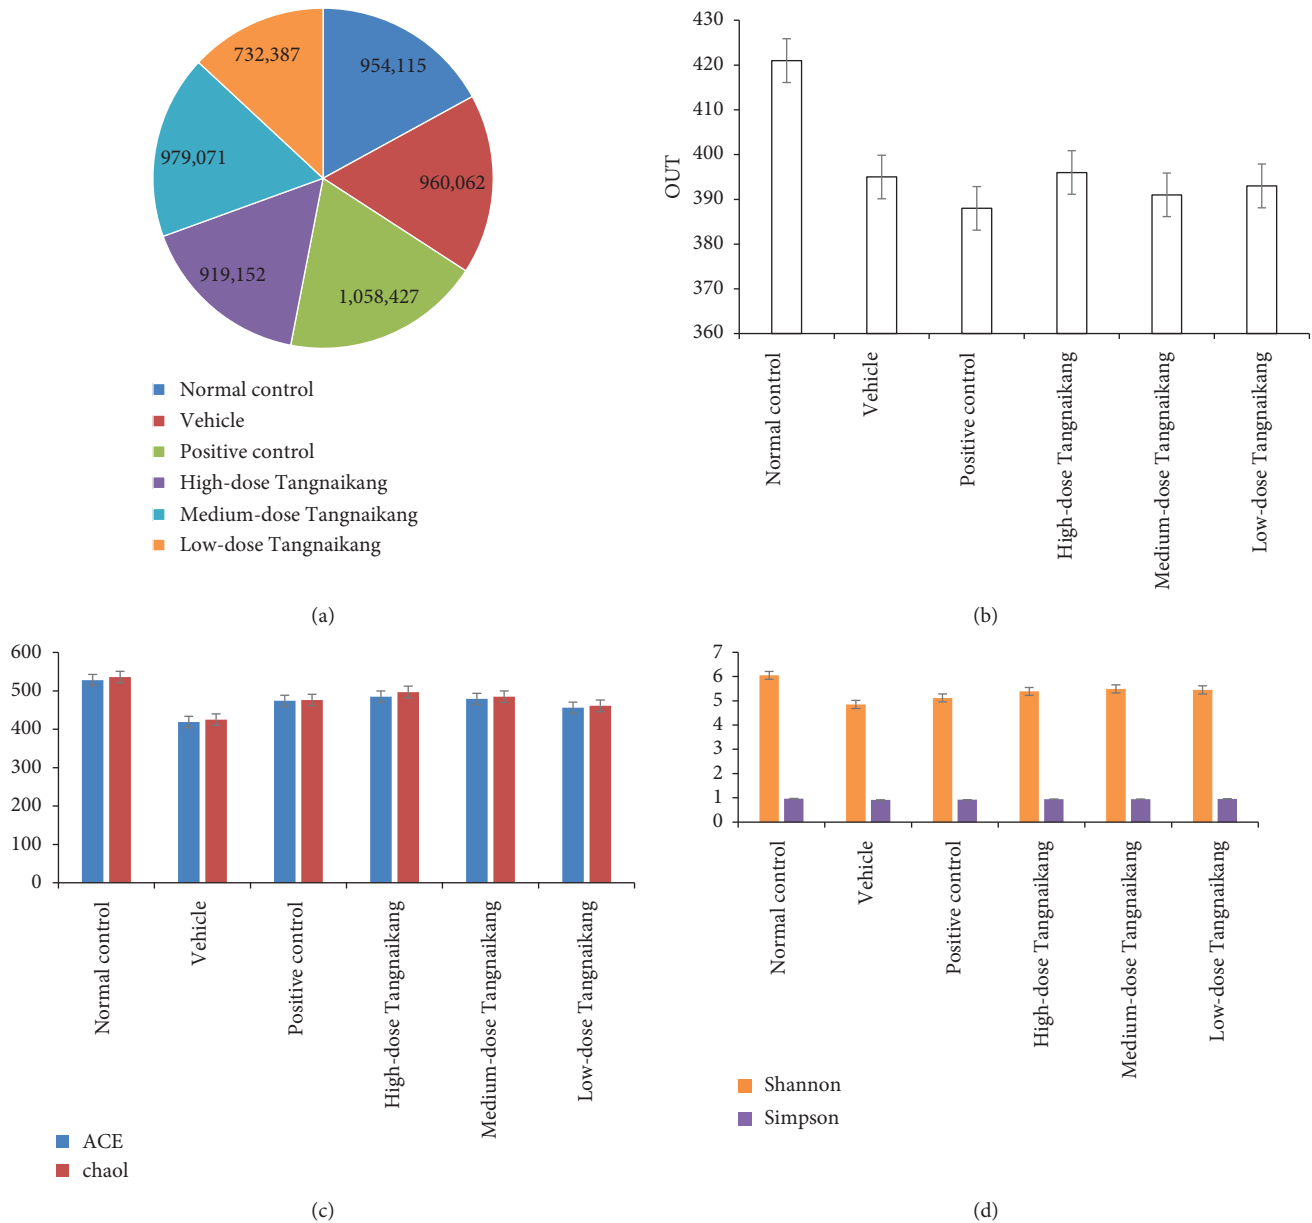 732,387
954,115
979,071
960,062
919,152
1,058,427
Normal control
Vehicle
Positive control
High-dose Tangnaikang
Medium-dose Tangnaikang
Low-dose Tangnaikang
(a)
430
420
410
400
390
380
370
360
OUT
Normal control
Vehicle
Positive control
High-dose Tangnaikang
Medium-dose Tangnaikang
Low-dose Tangnaikang
(b)
600
500
400
300
200
100
0
Normal control
Vehicle
Positive control
High-dose Tangnaikang
Medium-dose Tangnaikang
Low-dose Tangnaikang
ACE
chaol
(c)
7
6
5
4
3
2
1
0
Normal control
Vehicle
Positive control
High-dose Tangnaikang
Medium-dose Tangnaikang
Low-dose Tangnaikang
Shannon
Simpson
(d)